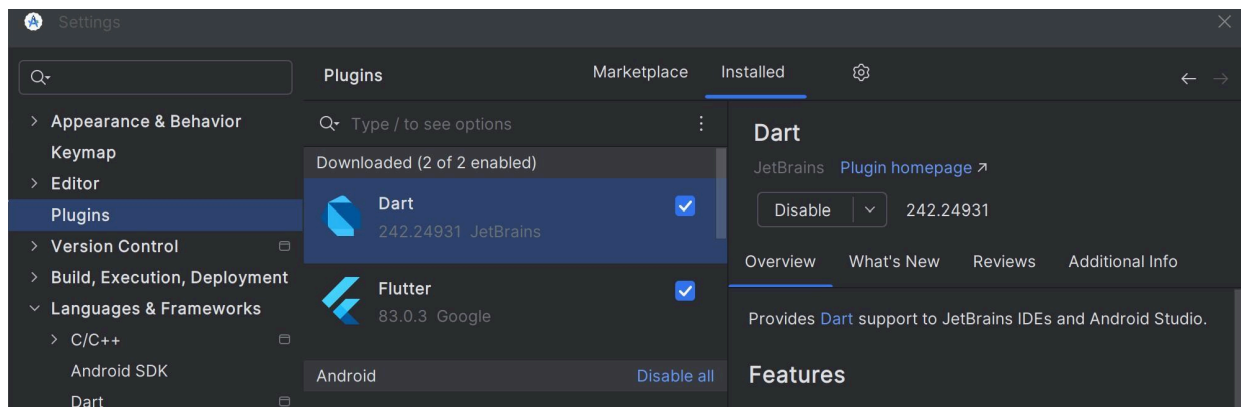 Settings
Plugins Marketplace Installed
Appearance & Behavior
Keymap
Editor
Plugins
Version Control
Build, Execution, Deployment
Languages & Frameworks
C/C++
Android SDK
Dart
Type / to see options
Downloaded (2 of 2 enabled)
Dart
242.24931 JetBrains
Flutter
83.0.3 Google
Android Disable all
Dart
JetBrains Plugin homepage ↗
Disable 242.24931
Overview What's New Reviews Additional Info
Provides Dart support to JetBrains IDEs and Android Studio.
Features